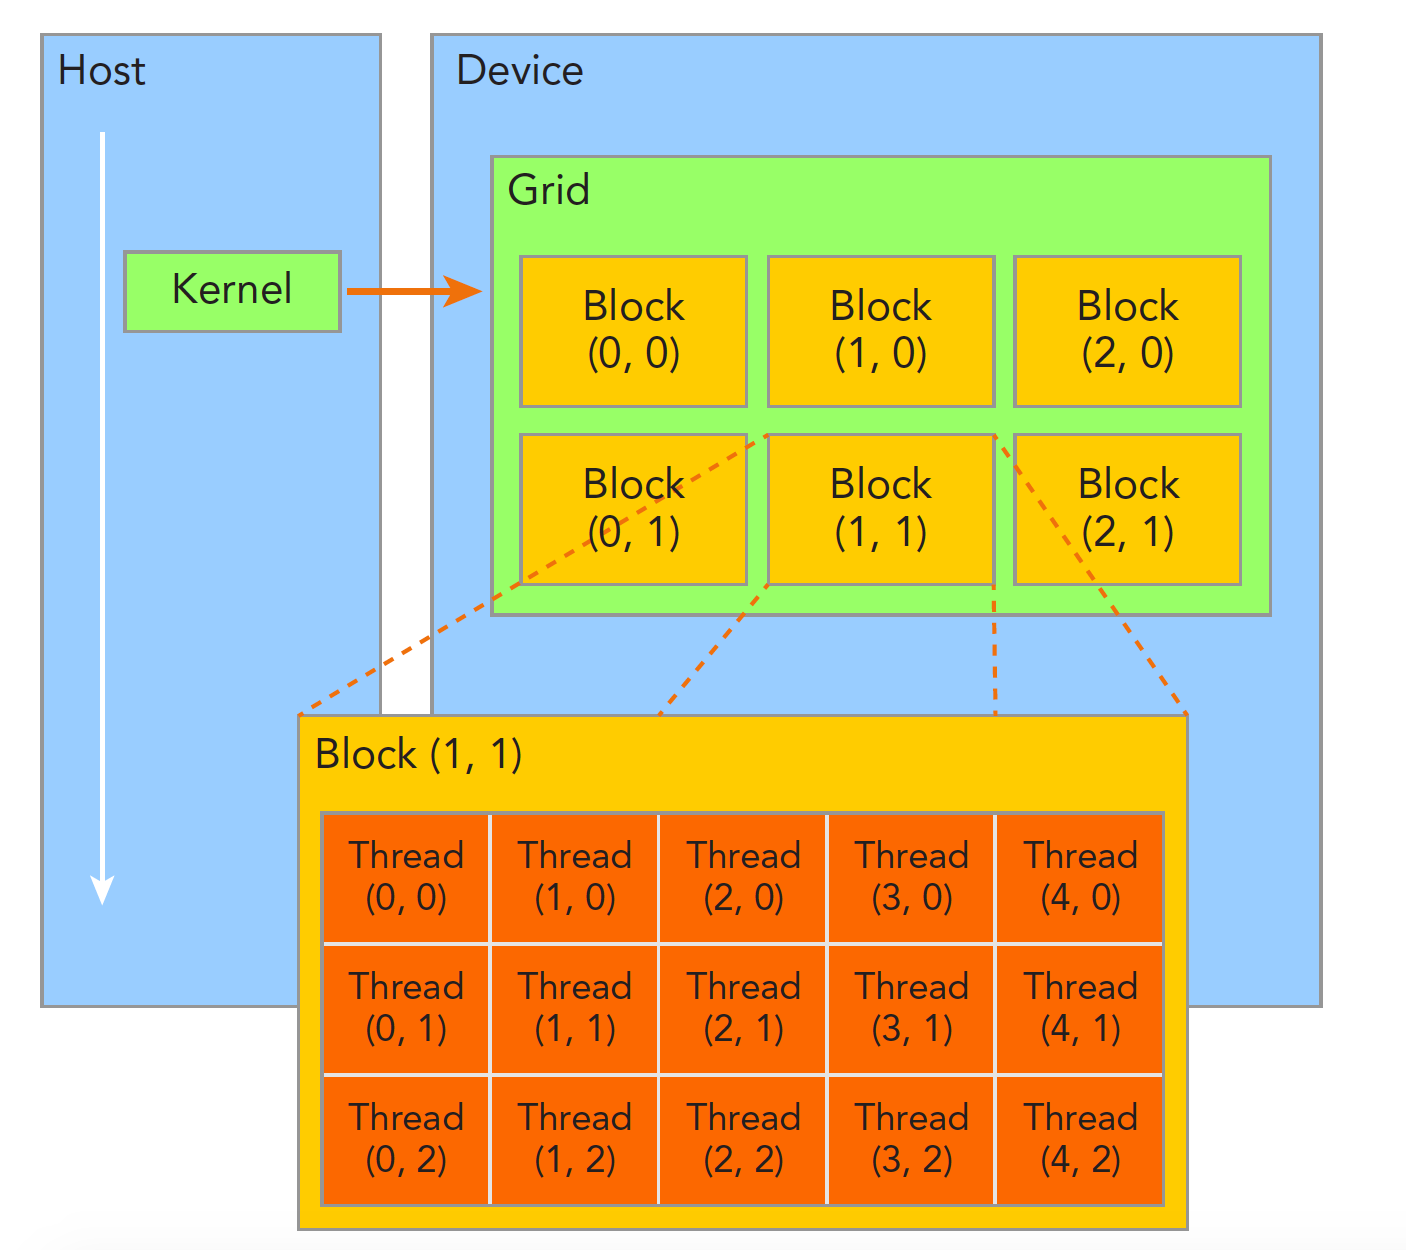 Host
Device
Grid
Kernel
Block
(0, 0)
Block
(1, 0)
Block
(2, 0)
Block
(0, 1)
Block
(1, 1)
Block
(2, 1)
Block (1, 1)
Thread
(0, 0)
Thread
(1, 0)
Thread
(2, 0)
Thread
(3, 0)
Thread
(4, 0)
Thread
(0, 1)
Thread
(1, 1)
Thread
(2, 1)
Thread
(3, 1)
Thread
(4, 1)
Thread
(0, 2)
Thread
(1, 2)
Thread
(2, 2)
Thread
(3, 2)
Thread
(4, 2)